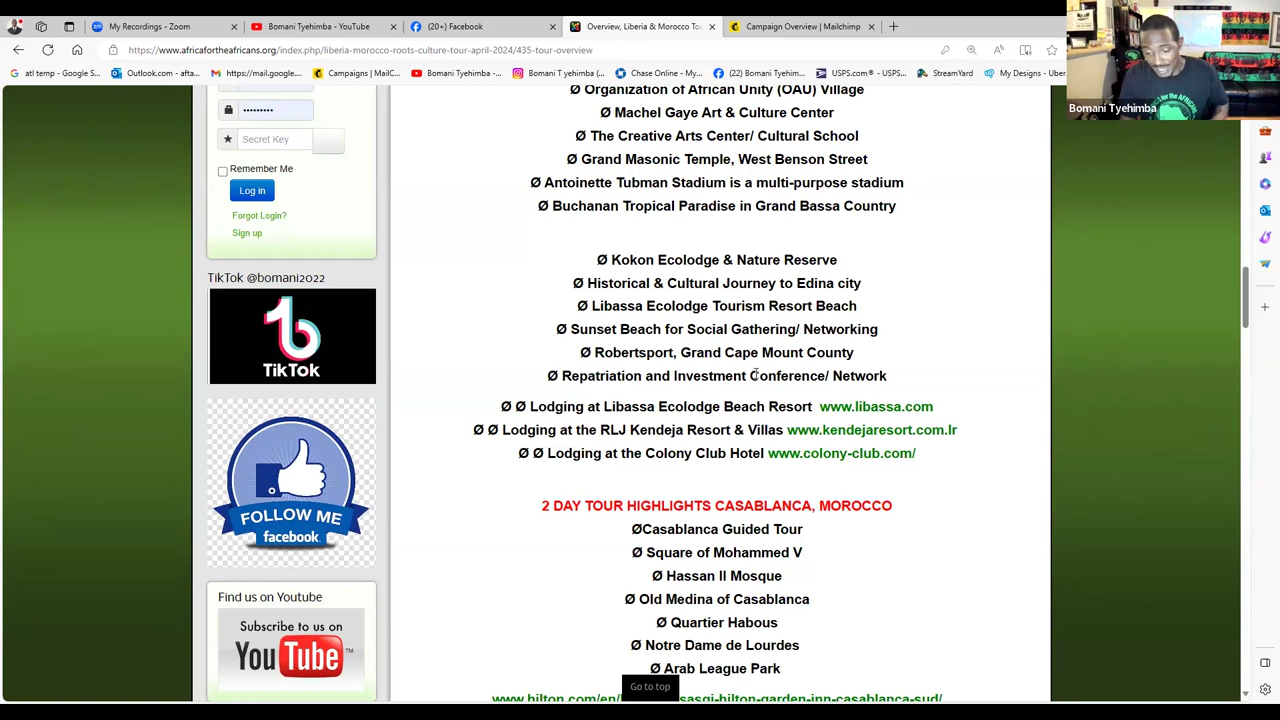 My Recordings - Zoom
Bomani Tyehimba - YouTube
(20+) Facebook
Overview, Liberia & Morocco To
Campaign Overview | Mailchimp
https://www.africafortheafricans.org/index.php/liberia-morocco-roots-culture-tour-april-2024/435-tour-overview
atl temp - Google S...
Outlook.com - afta...
https://mail.google....
Campaigns | MailC...
Bomani Tyehimba -...
Bomani T yehimba (...
Chase Online - My...
(22) Bomani Tyehim...
USPS.com® - USPS...
StreamYard
My Designs - Uber
Bomani Tyehimba
Secret Key
Remember Me
Log in
Forgot Login?
Sign up
TikTok @bomani2022
TikTok
FOLLOW ME
facebook
Find us on Youtube
Subscribe to us on
YouTube™
Ø Organization of African Unity (OAU) Village
Ø Machel Gaye Art & Culture Center
Ø The Creative Arts Center/ Cultural School
Ø Grand Masonic Temple, West Benson Street
Ø Antoinette Tubman Stadium is a multi-purpose stadium
Ø Buchanan Tropical Paradise in Grand Bassa Country
Ø Kokon Ecolodge & Nature Reserve
Ø Historical & Cultural Journey to Edina city
Ø Libassa Ecolodge Tourism Resort Beach
Ø Sunset Beach for Social Gathering/ Networking
Ø Robertsport, Grand Cape Mount County
Ø Repatriation and Investment Conference/ Network
Ø Ø Lodging at Libassa Ecolodge Beach Resort www.libassa.com
Ø Ø Lodging at the RLJ Kendeja Resort & Villas www.kendejaresort.com.lr
Ø Ø Lodging at the Colony Club Hotel www.colony-club.com/
2 DAY TOUR HIGHLIGHTS CASABLANCA, MOROCCO
ØCasablanca Guided Tour
Ø Square of Mohammed V
Ø Hassan II Mosque
Ø Old Medina of Casablanca
Ø Quartier Habous
Ø Notre Dame de Lourdes
Ø Arab League Park
Go to top